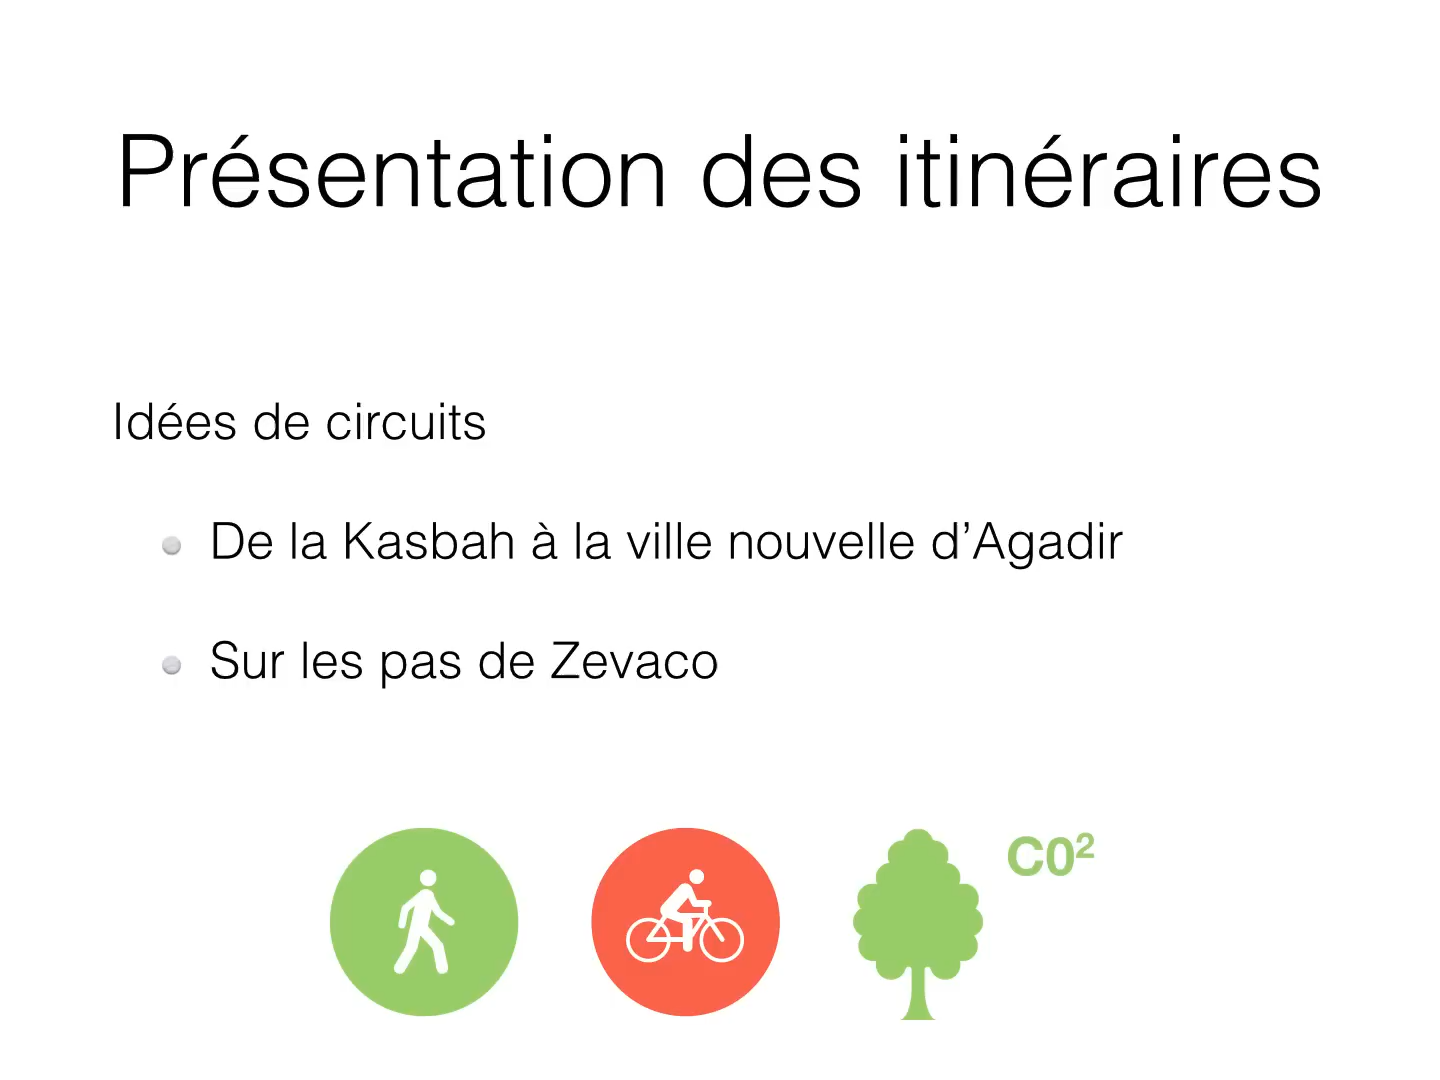 Présentation des itinéraires
Idées de circuits
De la Kasbah à la ville nouvelle d’Agadir
Sur les pas de Zevaco
C0²